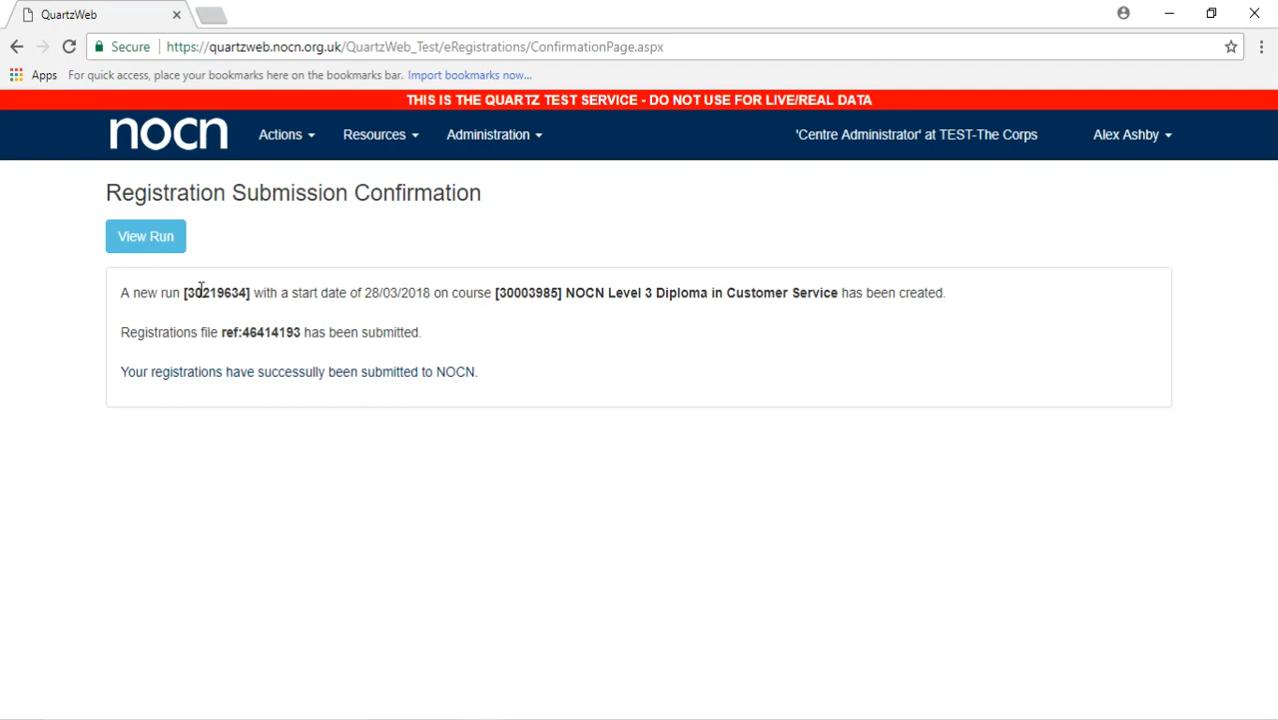 QuartzWeb
Secure https://quartzweb.nocn.org.uk/QuartzWeb_Test/eRegistrations/ConfirmationPage.aspx
Apps For quick access, place your bookmarks here on the bookmarks bar. Import bookmarks now...
THIS IS THE QUARTZ TEST SERVICE - DO NOT USE FOR LIVE/REAL DATA
nocn Actions Resources Administration 'Centre Administrator' at TEST-The Corps Alex Ashby
Registration Submission Confirmation
View Run
A new run [30219634] with a start date of 28/03/2018 on course [30003985] NOCN Level 3 Diploma in Customer Service has been created.
Registrations file ref:46414193 has been submitted.
Your registrations have successully been submitted to NOCN.